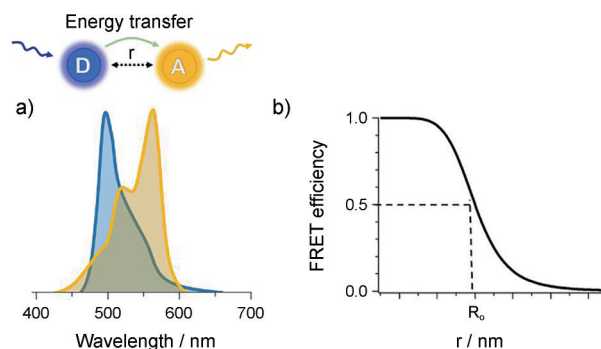 Energy transfer
D
r
A
a)
400
500
600
700
Wavelength / nm
b)
FRET efficiency
1.0
0.5
0.0
R₀
r / nm